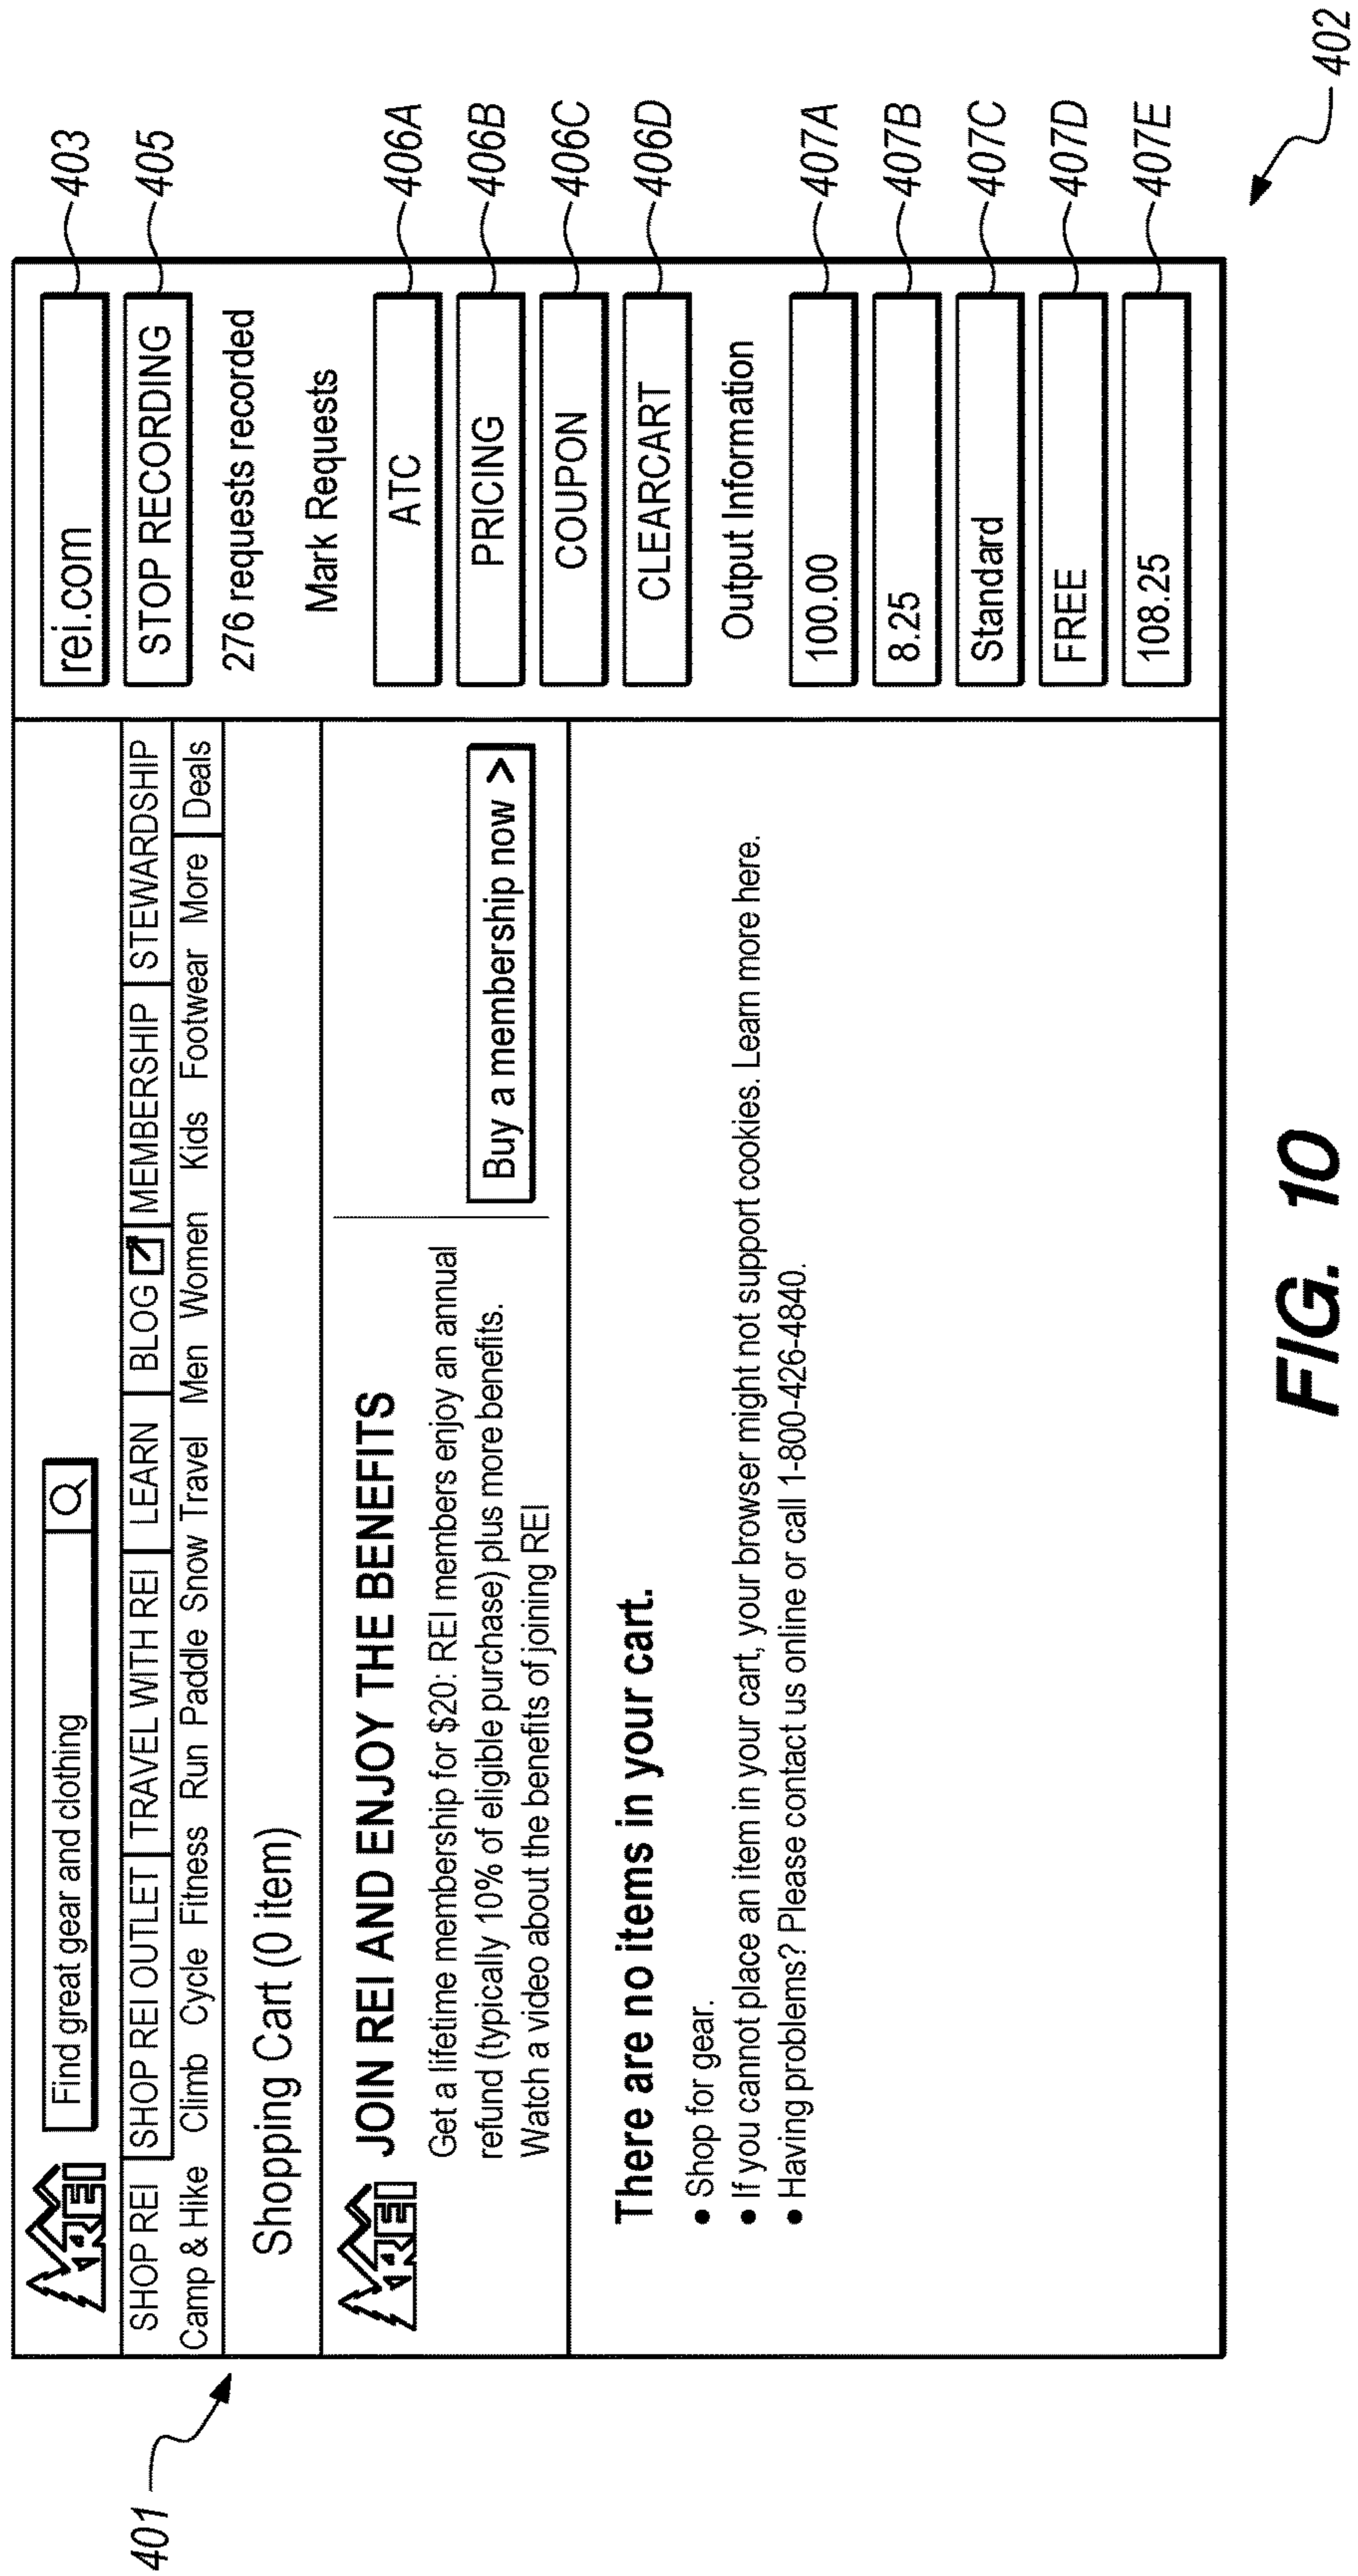 401
REI
Find great gear and clothing
SHOP REI SHOP REI OUTLET TRAVEL WITH REI LEARN BLOG MEMBERSHIP STEWARDSHIP
Camp & Hike Climb Cycle Fitness Run Paddle Snow Travel Men Women Kids Footwear More Deals
Shopping Cart (0 item)
REI
JOIN REI AND ENJOY THE BENEFITS
Get a lifetime membership for $20: REI members enjoy an annual
refund (typically 10% of eligible purchase) plus more benefits.
Watch a video about the benefits of joining REI
Buy a membership now >
There are no items in your cart.
• Shop for gear.
• If you cannot place an item in your cart, your browser might not support cookies. Learn more here.
• Having problems? Please contact us online or call 1-800-426-4840.
rei.com 403
STOP RECORDING 405
276 requests recorded
Mark Requests
ATC 406A
PRICING 406B
COUPON 406C
CLEARCART 406D
Output Information
100.00 407A
8.25 407B
Standard 407C
FREE 407D
108.25 407E
402
FIG. 10